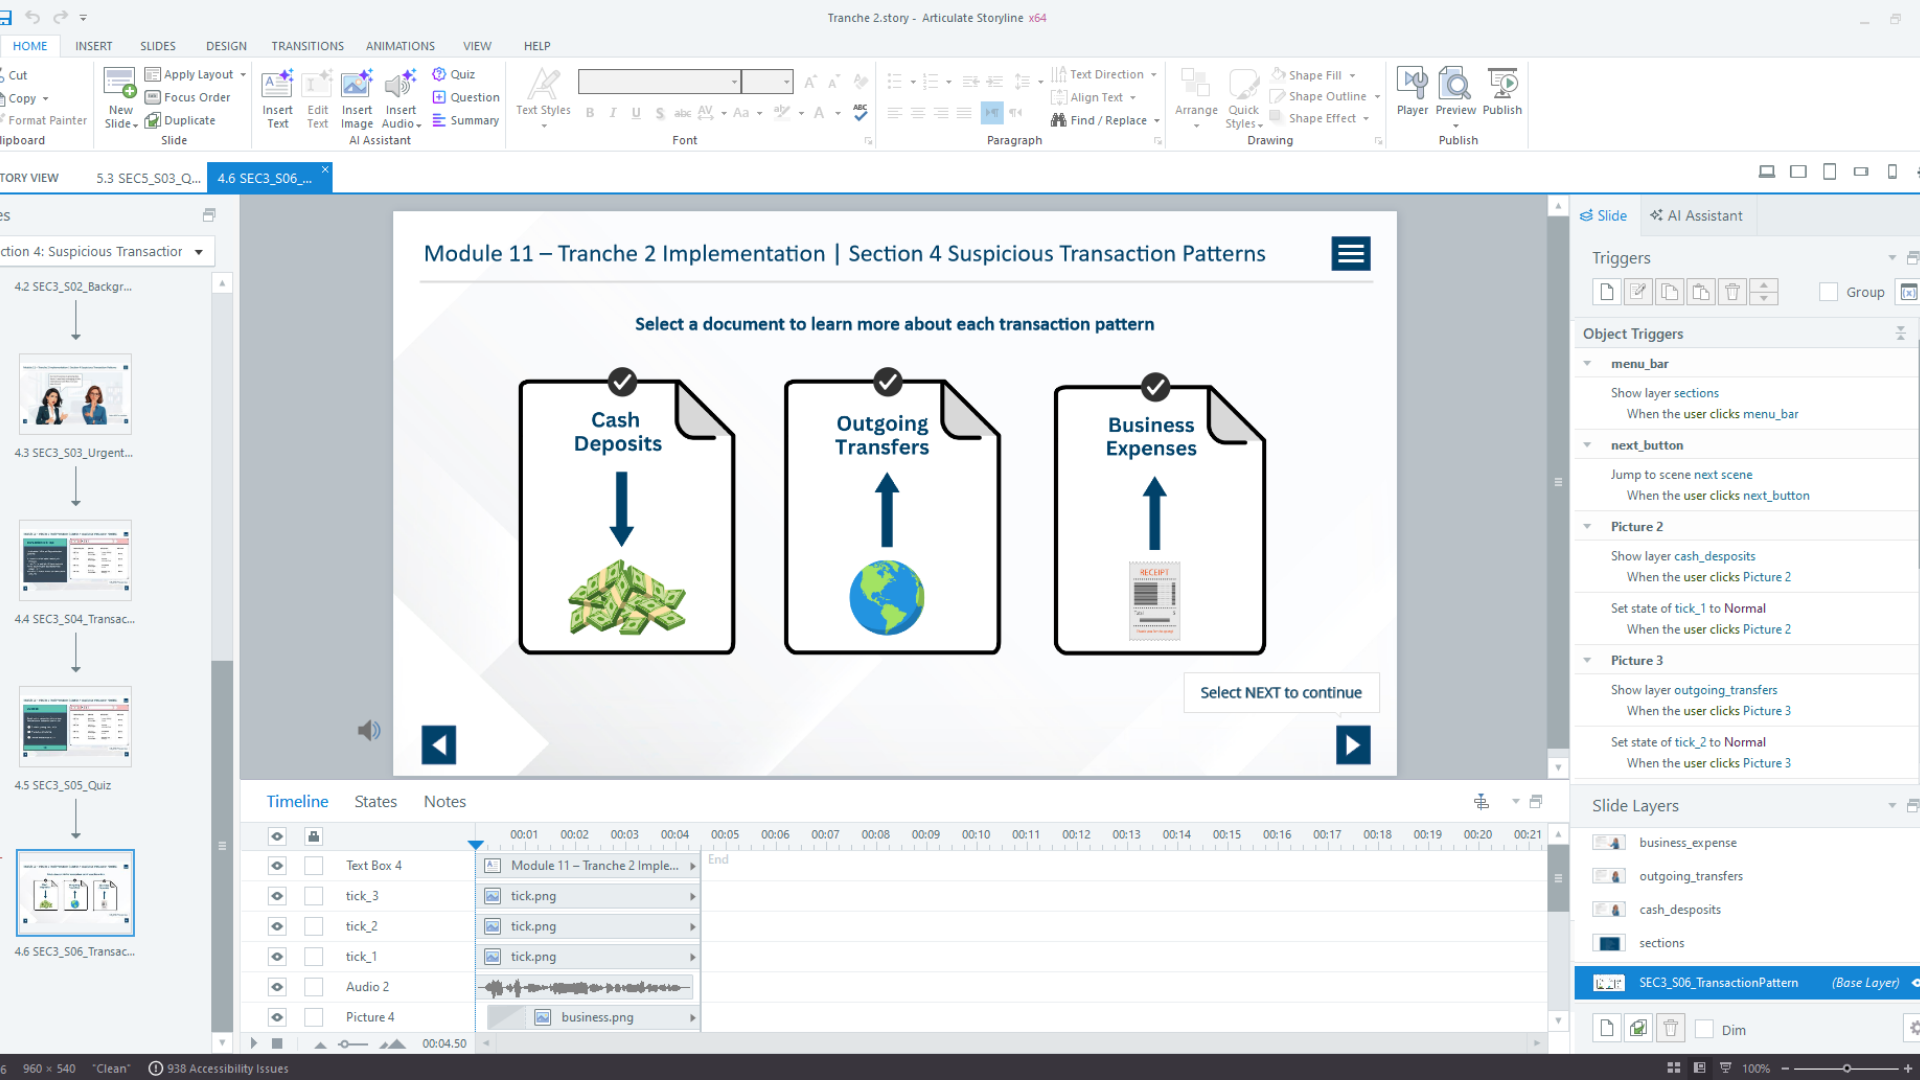 Tranche 2.story - Articulate Storyline x64
HOME INSERT SLIDES DESIGN TRANSITIONS ANIMATIONS VIEW HELP
Cut
Copy
Format Painter
lipboard
New Slide
Apply Layout
Focus Order
Duplicate
Slide
Insert Text
Edit Text
Insert Image
Insert Audio
Quiz
Question
Summary
AI Assistant
Text Styles
B I U S abc AV Aa A ABC
Font
Text Direction
Align Text
Find / Replace
Paragraph
Arrange
Quick Styles
Shape Fill
Shape Outline
Shape Effect
Drawing
Player
Preview
Publish
Publish
TORY VIEW
5.3 SEC5_S03_Q...
4.6 SEC3_S06_...
es
ction 4: Suspicious Transaction
4.2 SEC3_S02_Backgr...
4.3 SEC3_S03_Urgent...
4.4 SEC3_S04_Transac...
4.5 SEC3_S05_Quiz
4.6 SEC3_S06_Transac...
Module 11 – Tranche 2 Implementation | Section 4 Suspicious Transaction Patterns
Select a document to learn more about each transaction pattern
Cash
Deposits
Outgoing
Transfers
Business
Expenses
RECEIPT
Select NEXT to continue
Slide
AI Assistant
Triggers
Group
Object Triggers
menu_bar
Show layer sections
When the user clicks menu_bar
next_button
Jump to scene next scene
When the user clicks next_button
Picture 2
Show layer cash_desposits
When the user clicks Picture 2
Set state of tick_1 to Normal
When the user clicks Picture 2
Picture 3
Show layer outgoing_transfers
When the user clicks Picture 3
Set state of tick_2 to Normal
When the user clicks Picture 3
Slide Layers
business_expense
outgoing_transfers
cash_desposits
sections
SEC3_S06_TransactionPattern (Base Layer)
Dim
Timeline States Notes
00:01 00:02 00:03 00:04 00:05 00:06 00:07 00:08 00:09 00:10 00:11 00:12 00:13 00:14 00:15 00:16 00:17 00:18 00:19 00:20 00:21
Text Box 4 Module 11 – Tranche 2 Imple... End
tick_3 tick.png
tick_2 tick.png
tick_1 tick.png
Audio 2
Picture 4 business.png
00:04.50
6 960 × 540 "Clean" 938 Accessibility Issues 100%